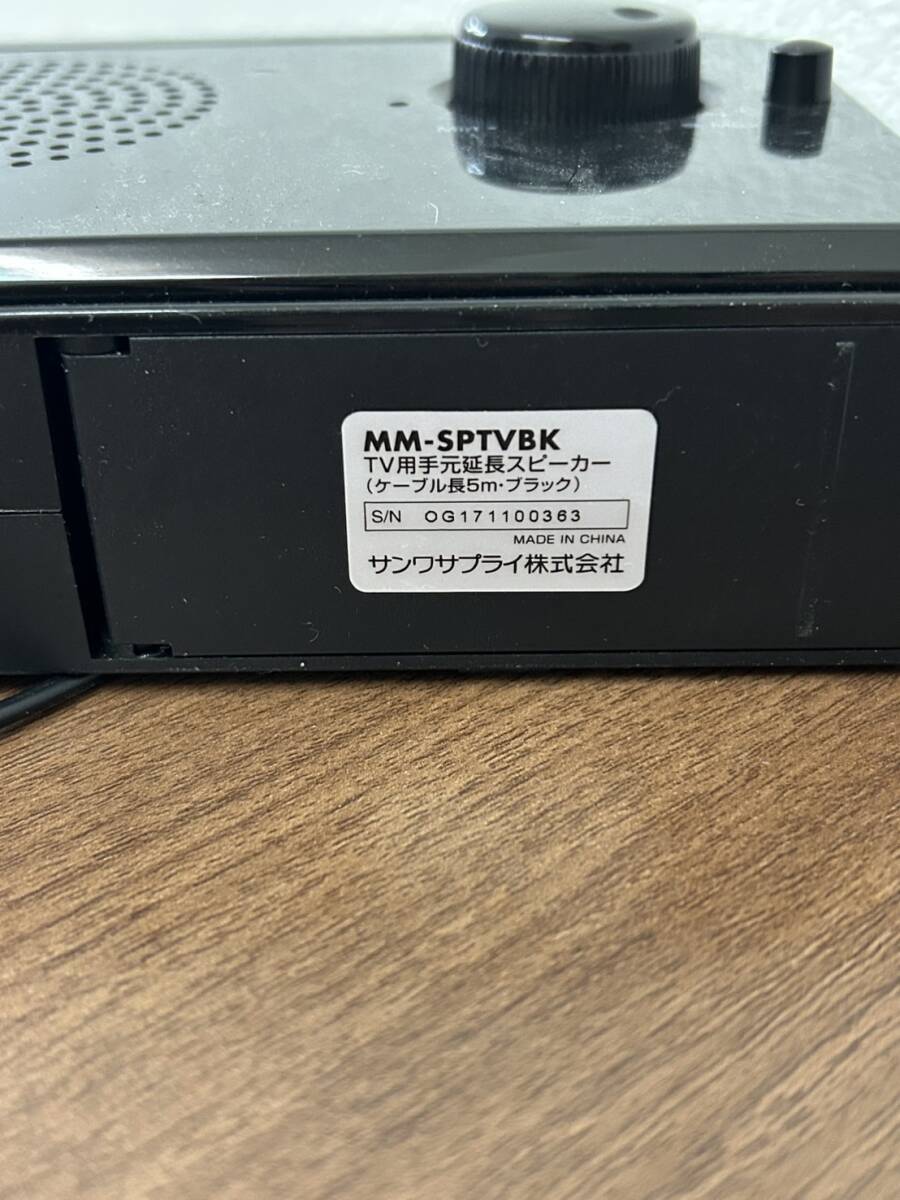 MM-SPTVBK
TV用手元延長スピーカー
(ケーブル長5m・ブラック)
S/N OG171100363
MADE IN CHINA
サンワサプライ株式会社